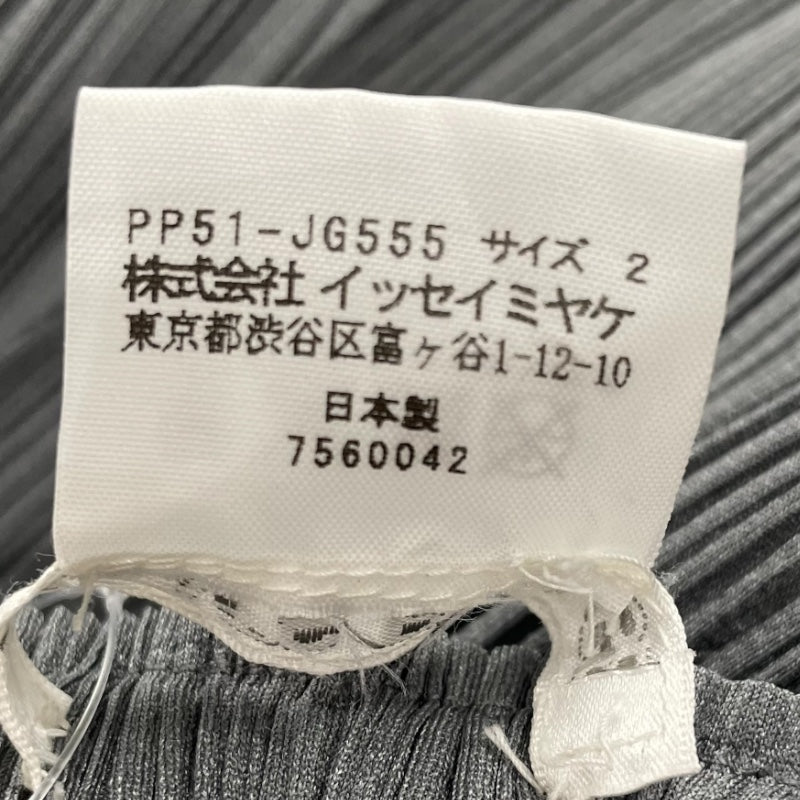 PP51-JG555 サイズ 2
株式会社イッセイミヤケ
東京都渋谷区富ヶ谷1-12-10
日本製
7560042